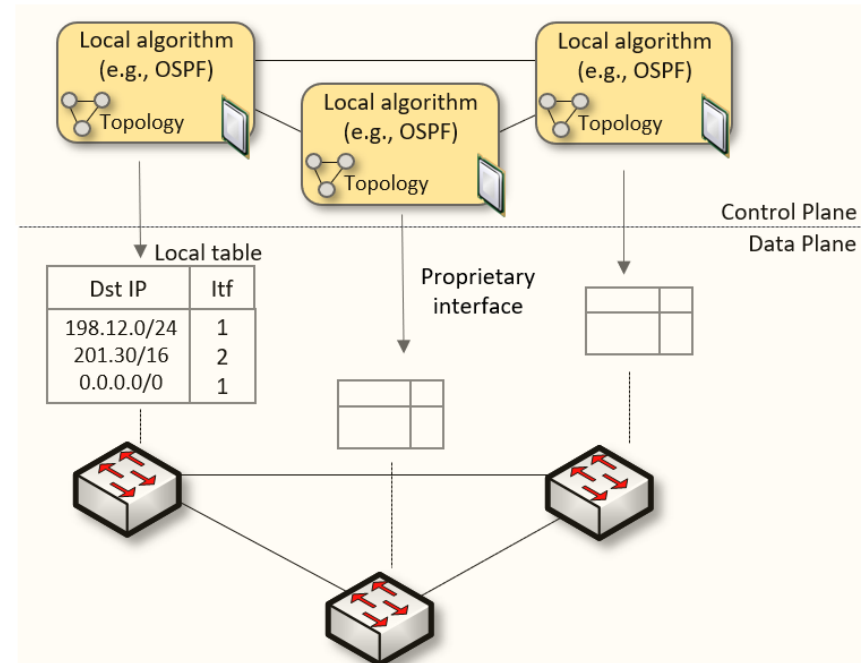 Local algorithm
(e.g., OSPF)
Topology
Local algorithm
(e.g., OSPF)
Topology
Local algorithm
(e.g., OSPF)
Topology
Control Plane
Data Plane
Local table
Dst IP Itf
198.12.0/24 1
201.30/16 2
0.0.0.0/0 1
Proprietary
interface